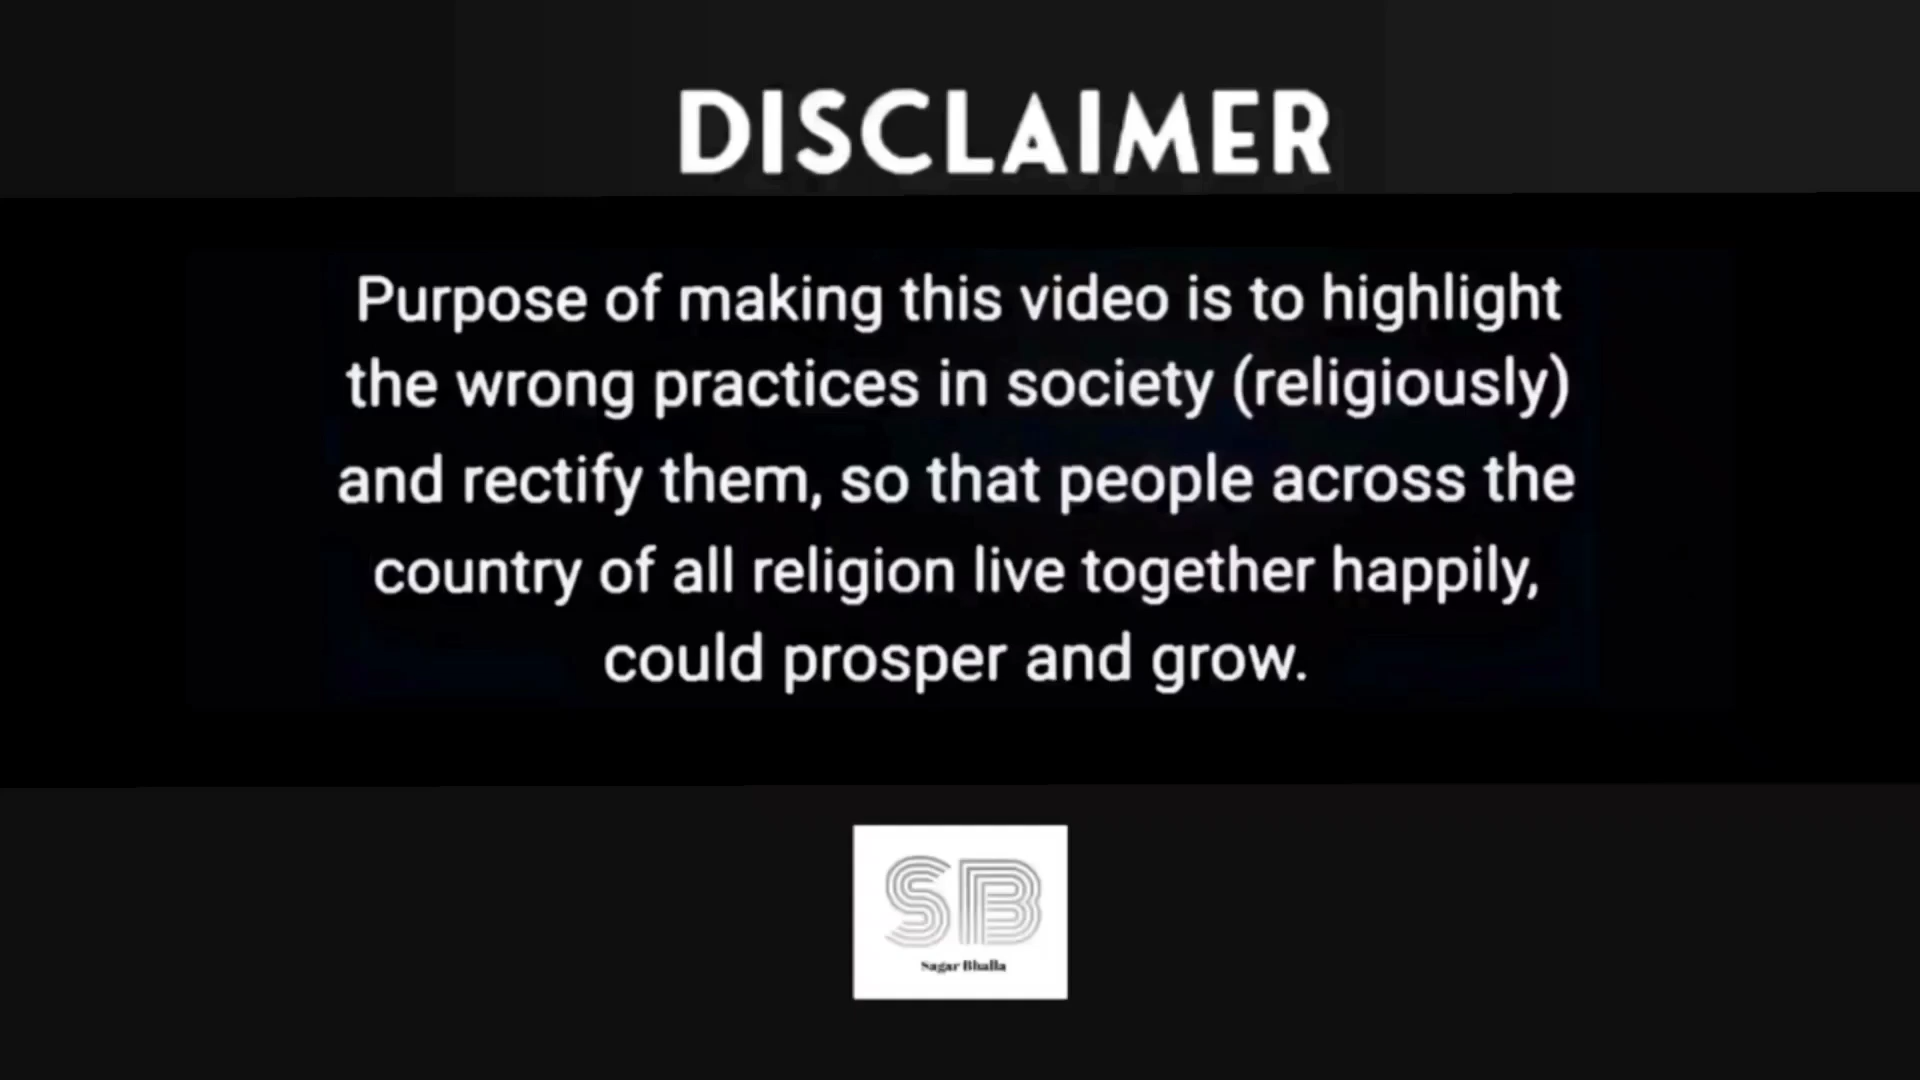 DISCLAIMER
Purpose of making this video is to highlight
the wrong practices in society (religiously)
and rectify them, so that people across the
country of all religion live together happily,
could prosper and grow.
SB
Sagar Bhalla